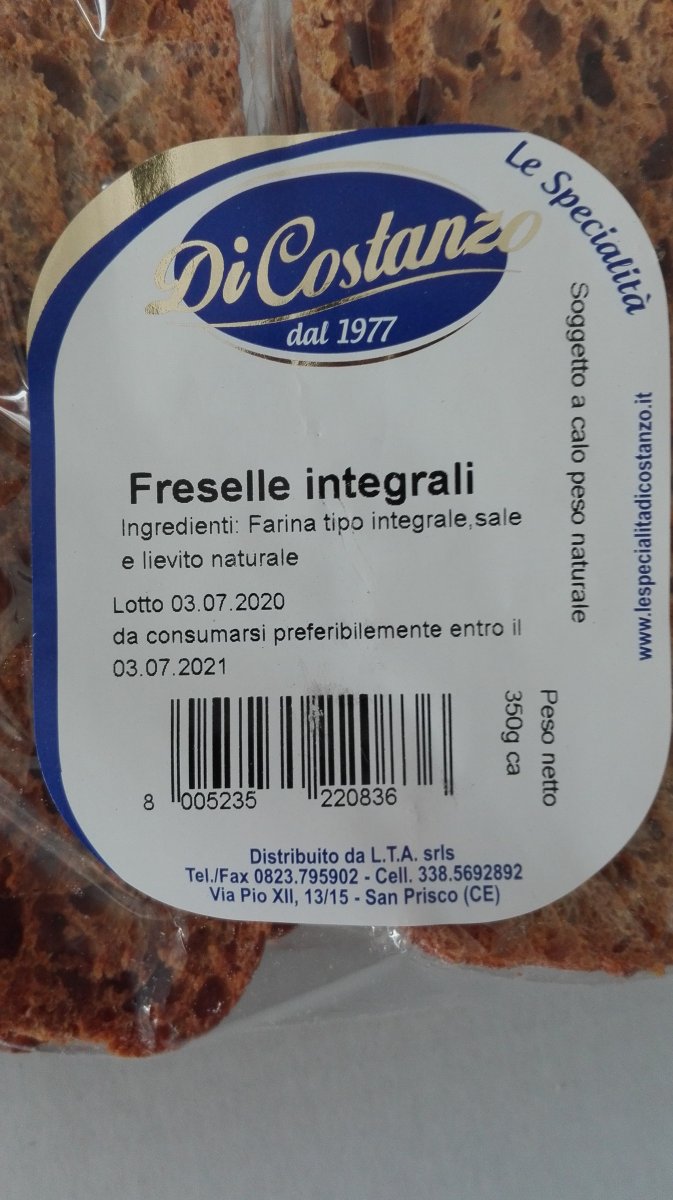 Le Specialità
Di Costanzo
dal 1977
Freselle integrali
Ingredienti: Farina tipo integrale,sale
e lievito naturale
Lotto 03.07.2020
da consumarsi preferibilemente entro il
03.07.2021
8 005235 220836
Peso netto
350g ca
Soggetto a calo peso naturale
www.lespecialitadicostanzo.it
Distribuito da L.T.A. srls
Tel./Fax 0823.795902 - Cell. 338.5692892
Via Pio XII, 13/15 - San Prisco (CE)